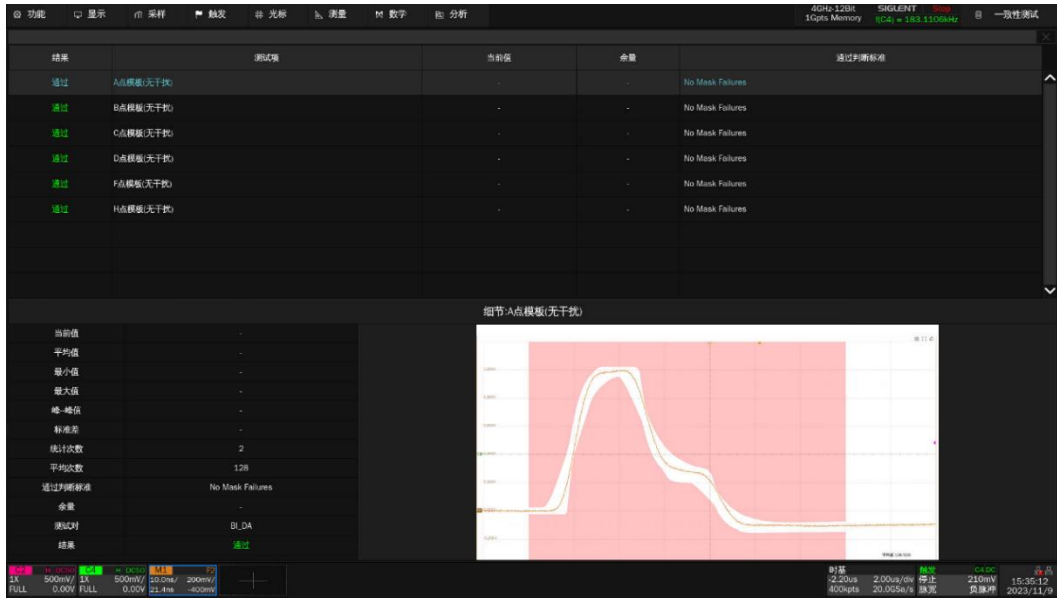 功能 显示 采样 触发 光标 测量 数学 分析 4GHz-12Bit SIGLENT Stop 一致性测试
1Gpts Memory f(C4) = 183.1106kHz
结果 测试项 当前值 余量 通过判断标准
通过 A点模板(无干扰) - - No Mask Failures
通过 B点模板(无干扰) - - No Mask Failures
通过 C点模板(无干扰) - - No Mask Failures
通过 D点模板(无干扰) - - No Mask Failures
通过 F点模板(无干扰) - - No Mask Failures
通过 H点模板(无干扰) - - No Mask Failures
细节:A点模板(无干扰)
当前值 -
平均值 -
最小值 -
最大值 -
峰-峰值 -
标准差 -
统计次数 2
平均次数 128
通过判断标准 No Mask Failures
余量 -
测试对 BI_DA
结果 通过
C2 DC50 C4 DC50 M1 F2 时基 触发 C4 DC
1X 500mV/ 1X 500mV/ 10.0ns/ 200mV/ -2.20us 2.00us/div 停止 210mV 15:35:12
FULL 0.00V FULL 0.00V 21.4ns -400mV 400kpts 20.0GSa/s 脉宽 负脉冲 2023/11/9